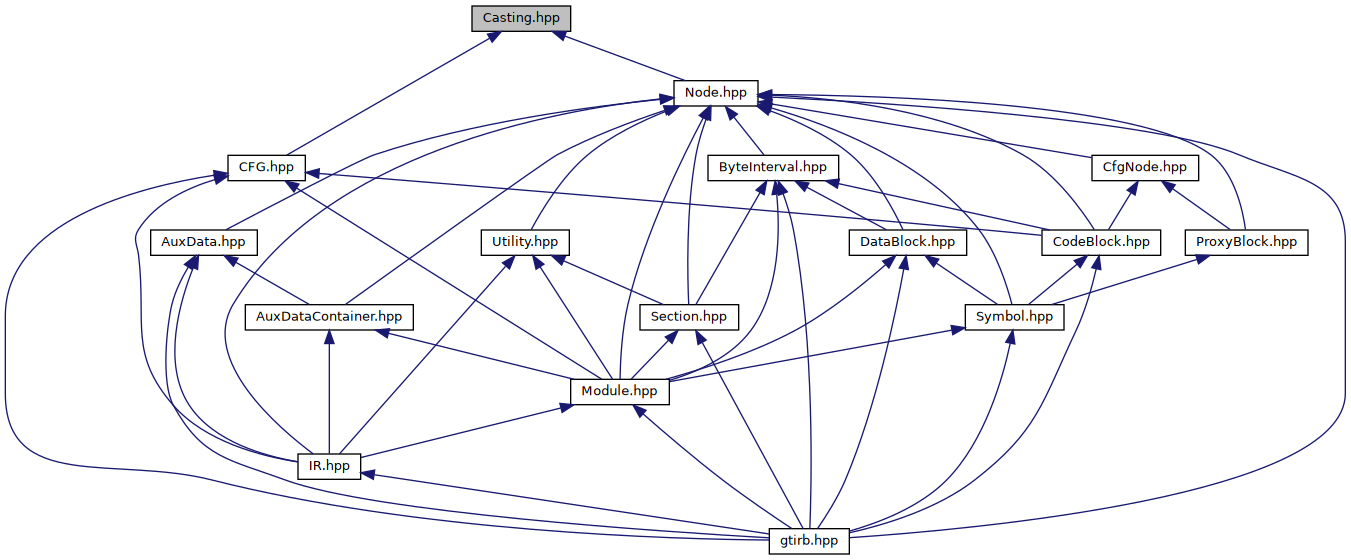 Casting.hpp
Node.hpp
CFG.hpp
ByteInterval.hpp
CfgNode.hpp
AuxData.hpp
Utility.hpp
DataBlock.hpp
CodeBlock.hpp
ProxyBlock.hpp
AuxDataContainer.hpp
Section.hpp
Symbol.hpp
Module.hpp
IR.hpp
gtirb.hpp